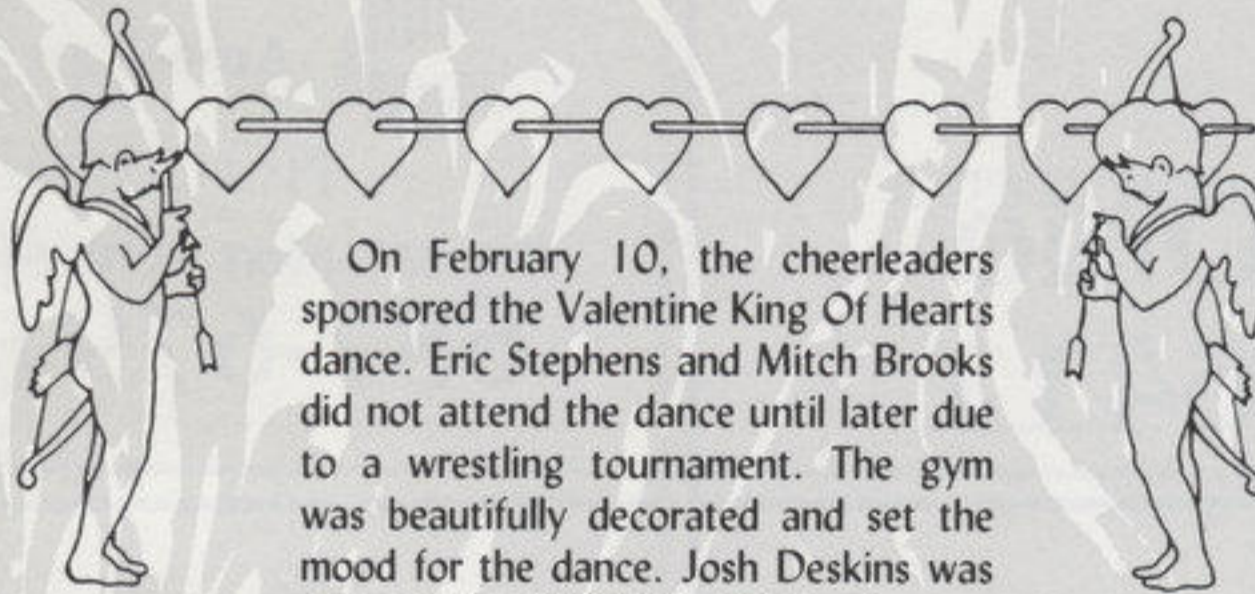 On February 10, the cheerleaders
sponsored the Valentine King Of Hearts
dance. Eric Stephens and Mitch Brooks
did not attend the dance until later due
to a wrestling tournament. The gym
was beautifully decorated and set the
mood for the dance. Josh Deskins was